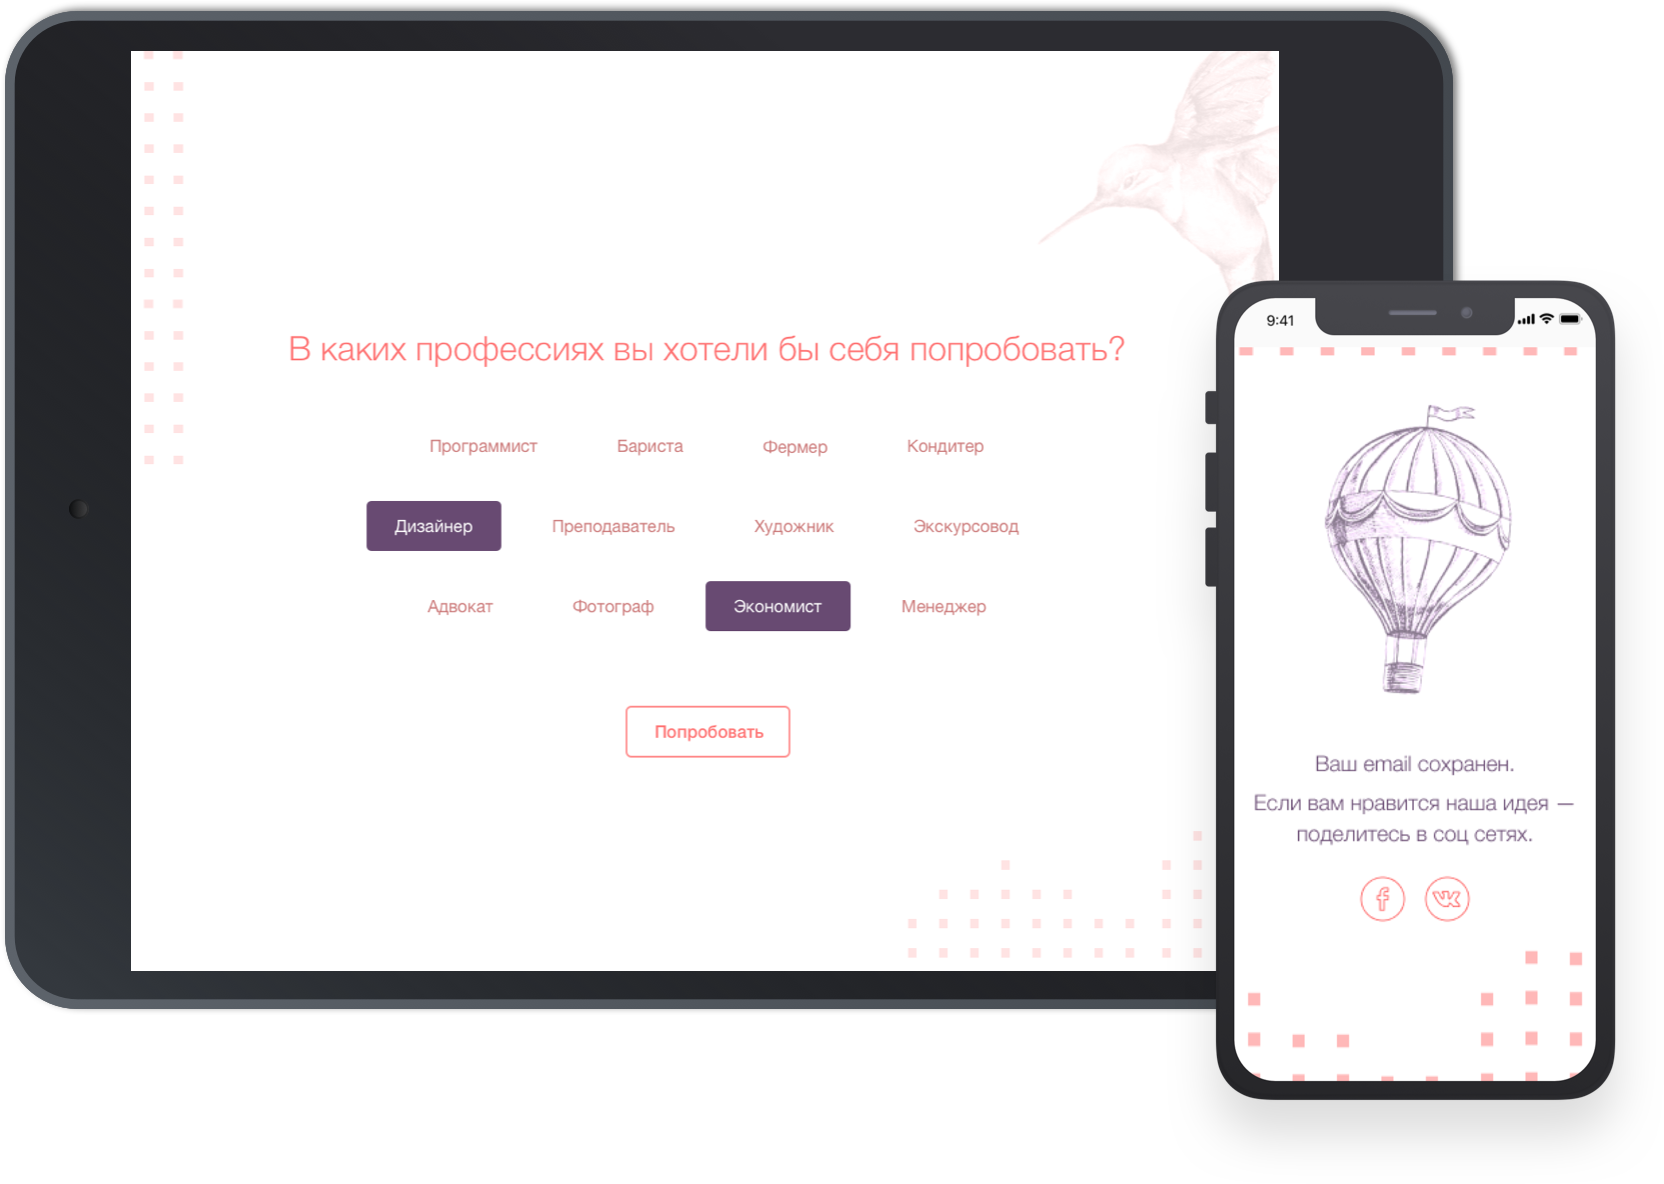 В каких профессиях вы хотели бы себя попробовать?
Программист Бариста Фермер Кондитер
Дизайнер Преподаватель Художник Экскурсовод
Адвокат Фотограф Экономист Менеджер
Попробовать
9:41
Ваш email сохранен.
Если вам нравится наша идея —
поделитесь в соц сетях.